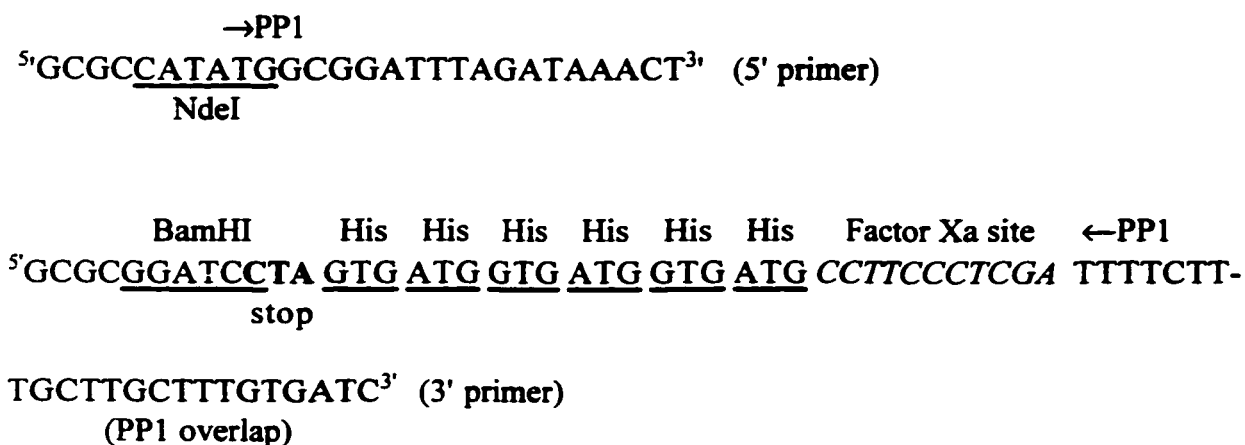 →PP1
5'GCGCCATATGGCGGATTTAGATAAACT3' (5' primer)
NdeI
BamHI His His His His His His Factor Xa site ←PP1
5'GCGCGGATCCCTA GTG ATG GTG ATG GTG ATG CCTTCCCTCGA TTTTCTT-
stop
TGCTTGCTTTGTGATC3' (3' primer)
(PP1 overlap)